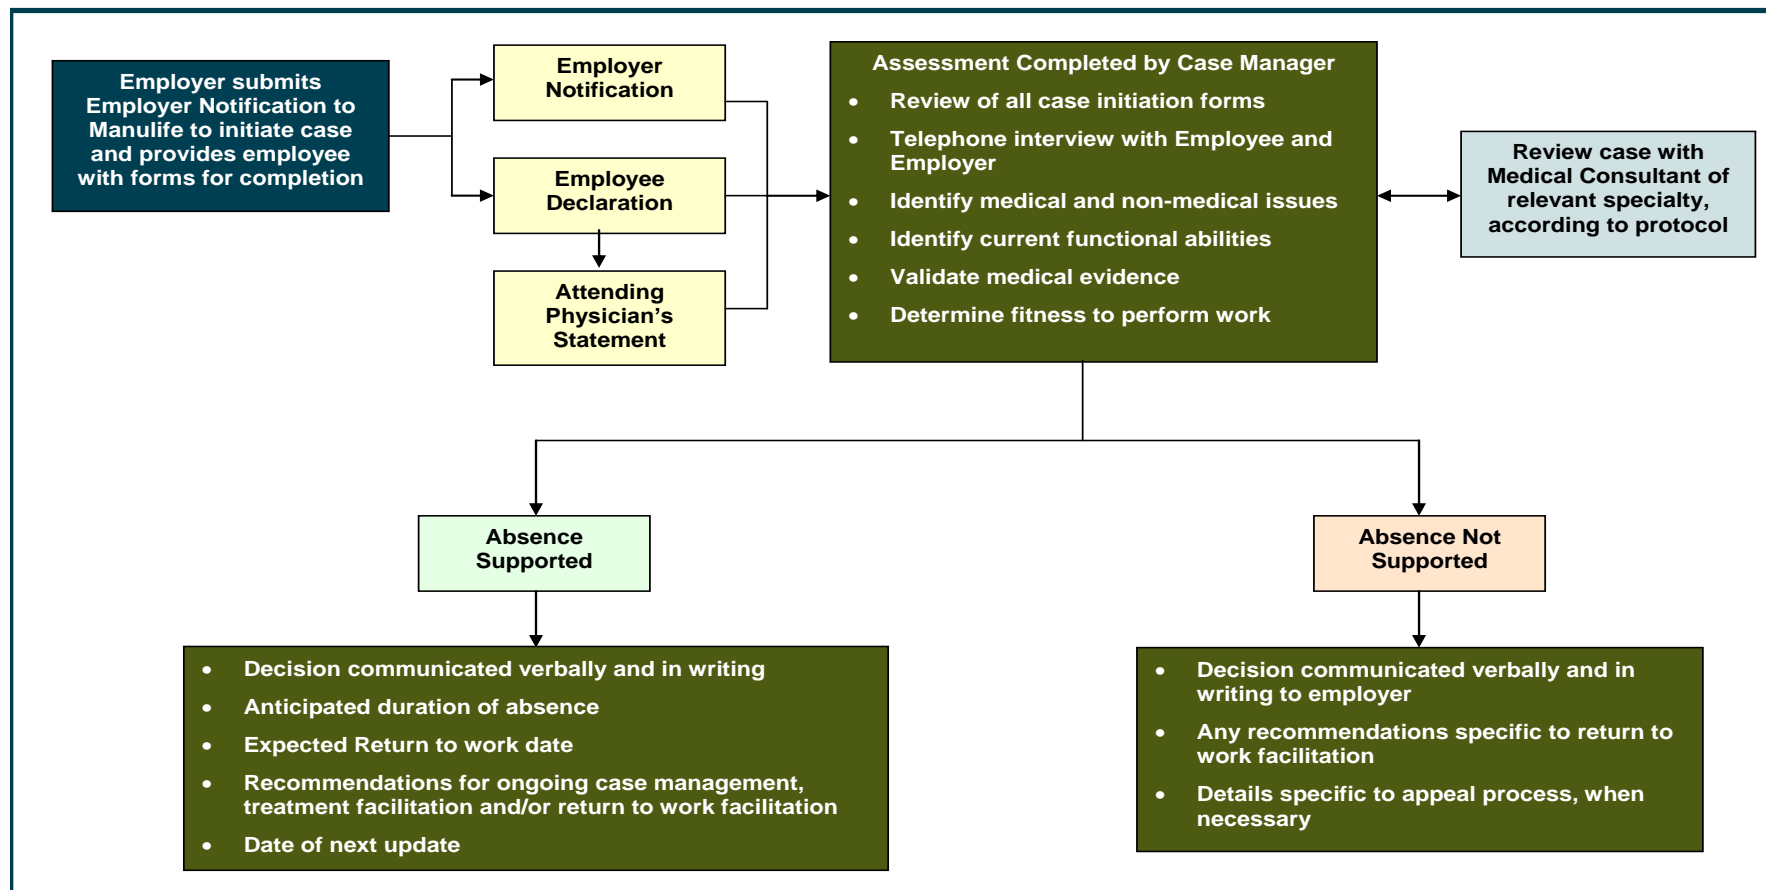 Employer submits
Employer Notification to
Manulife to initiate case
and provides employee
with forms for completion
Employer
Notification
Employee
Declaration
Attending
Physician’s
Statement
Assessment Completed by Case Manager
• Review of all case initiation forms
• Telephone interview with Employee and
Employer
• Identify medical and non-medical issues
• Identify current functional abilities
• Validate medical evidence
• Determine fitness to perform work
Review case with
Medical Consultant of
relevant specialty,
according to protocol
Absence
Supported
Absence Not
Supported
• Decision communicated verbally and in writing
• Anticipated duration of absence
• Expected Return to work date
• Recommendations for ongoing case management,
treatment facilitation and/or return to work facilitation
• Date of next update
• Decision communicated verbally and in
writing to employer
• Any recommendations specific to return to
work facilitation
• Details specific to appeal process, when
necessary